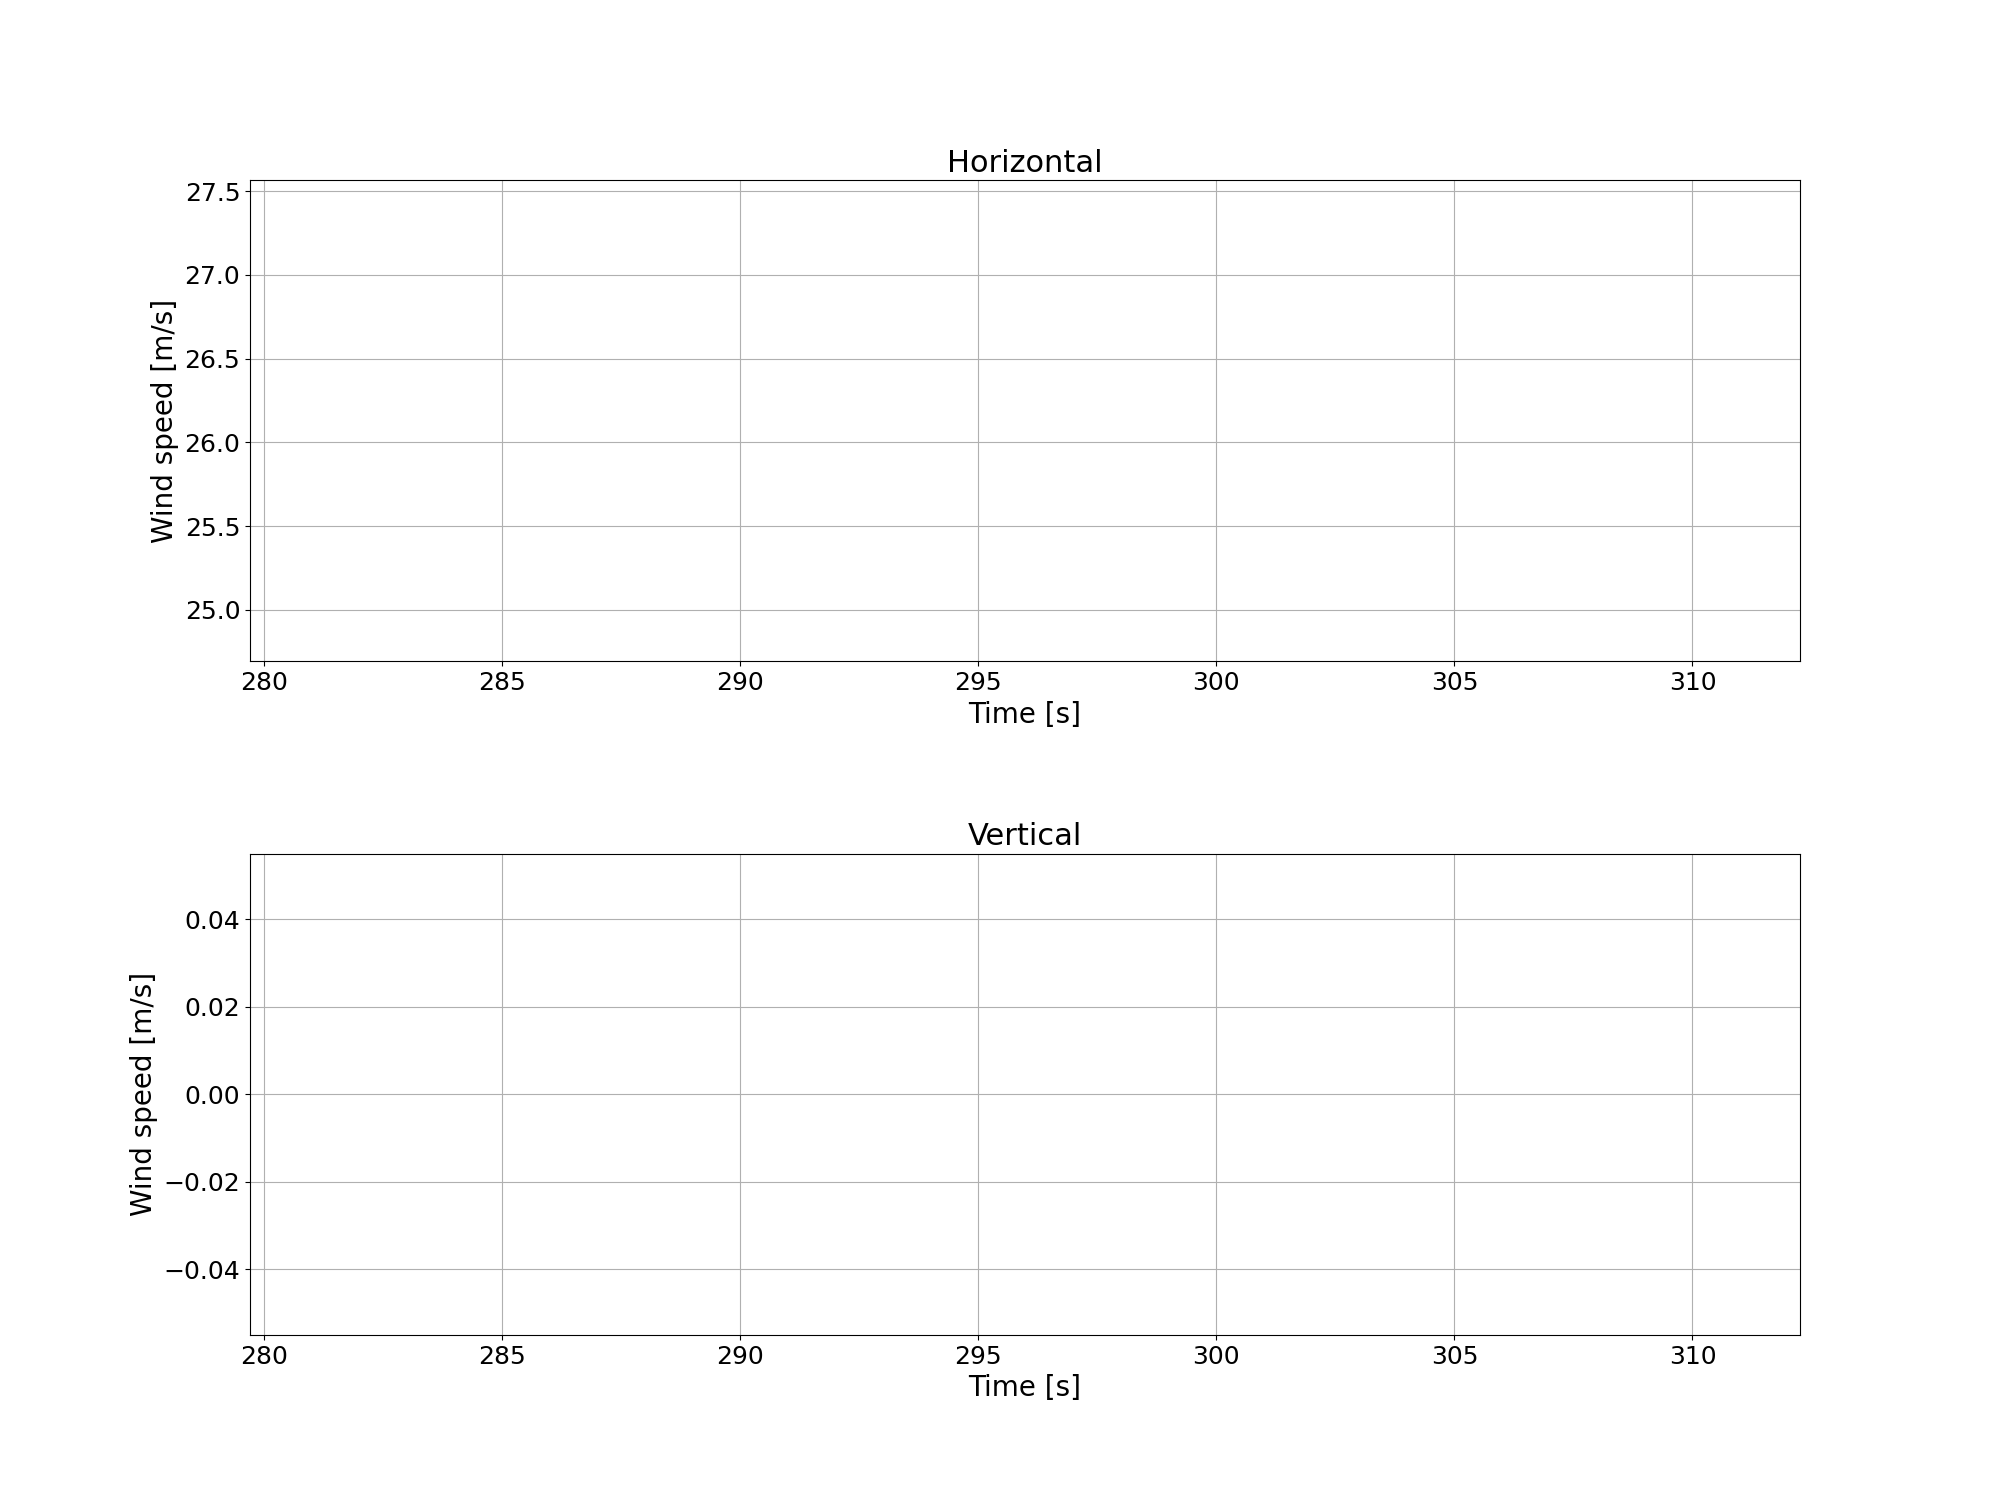 Horizontal
27.5
27.0
26.5
26.0
25.5
25.0
Wind speed [m/s]
280 285 290 295 300 305 310
Time [s]
Vertical
0.04
0.02
0.00
−0.02
−0.04
Wind speed [m/s]
280 285 290 295 300 305 310
Time [s]